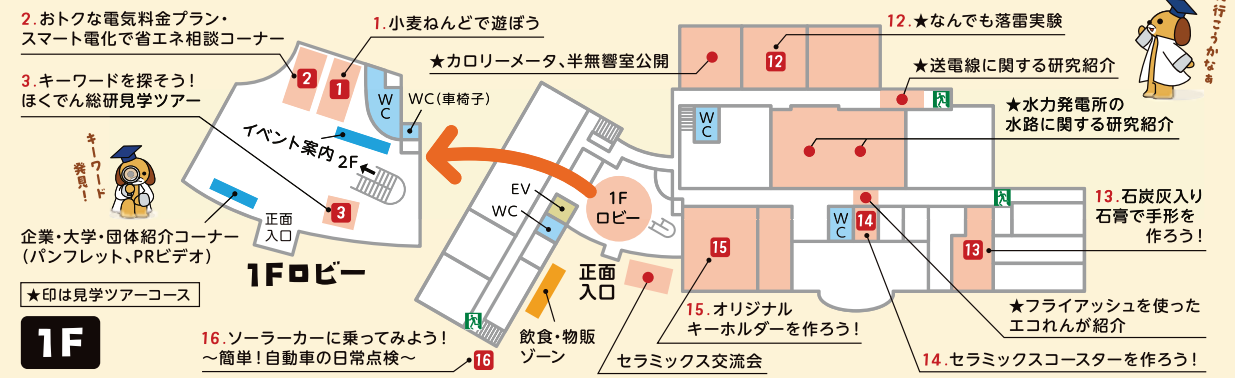 2.おトクな電気料金プラン・
スマート電化で省エネ相談コーナー
1.小麦ねんどで遊ぼう
3.キーワードを探そう!
ほくでん総研見学ツアー
★カロリーメータ、半無響室公開
12.★なんでも落雷実験
★送電線に関する研究紹介
★水力発電所の
水路に関する研究紹介
行こうかなぁ
キーワード
発見!
2
1
WC
WC(車椅子)
イベント案内
2F
3
正面
入口
企業・大学・団体紹介コーナー
(パンフレット、PRビデオ)
1Fロビー
★印は見学ツアーコース
1F
EV
WC
1F
ロビー
12
WC
WC
14
15
13
13.石炭灰入り
石膏で手形を
作ろう!
正面
入口
飲食・物販
ゾーン
16.ソーラーカーに乗ってみよう!
~簡単!自動車の日常点検~
16
セラミックス交流会
15.オリジナル
キーホルダーを作ろう!
★フライアッシュを使った
エコれんが紹介
14.セラミックスコースターを作ろう!